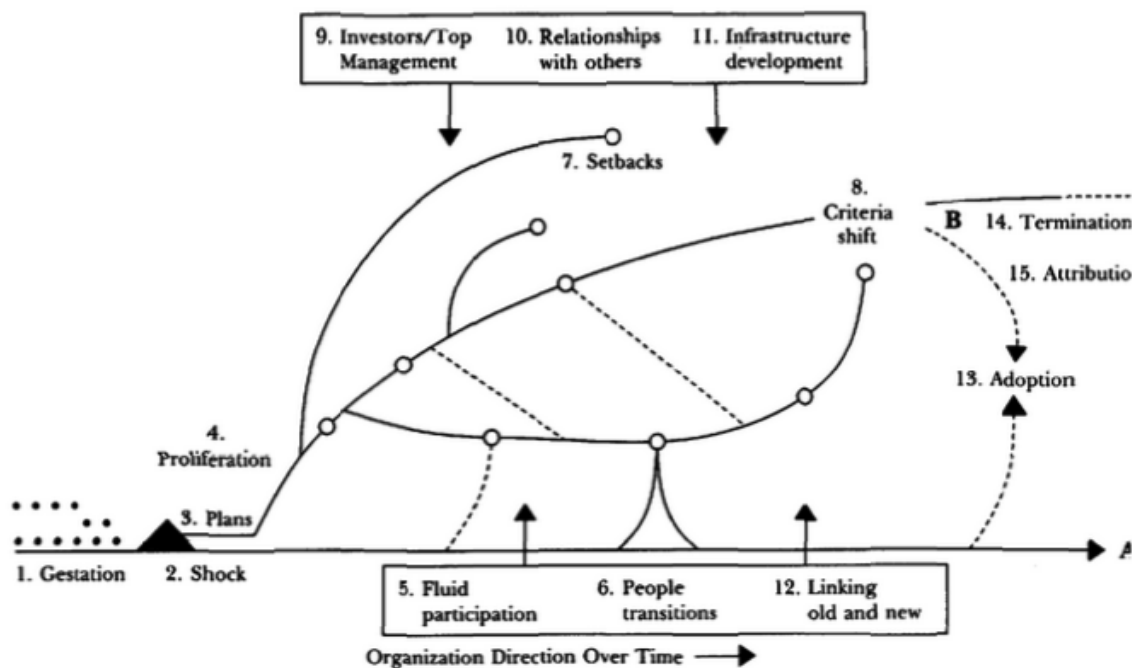 9. Investors/Top
Management
10. Relationships
with others
11. Infrastructure
development
7. Setbacks
8.
Criteria
shift
B
14. Termination
15. Attributio
13. Adoption
4.
Proliferation
3. Plans
A
1. Gestation
2. Shock
5. Fluid
participation
6. People
transitions
12. Linking
old and new
Organization Direction Over Time